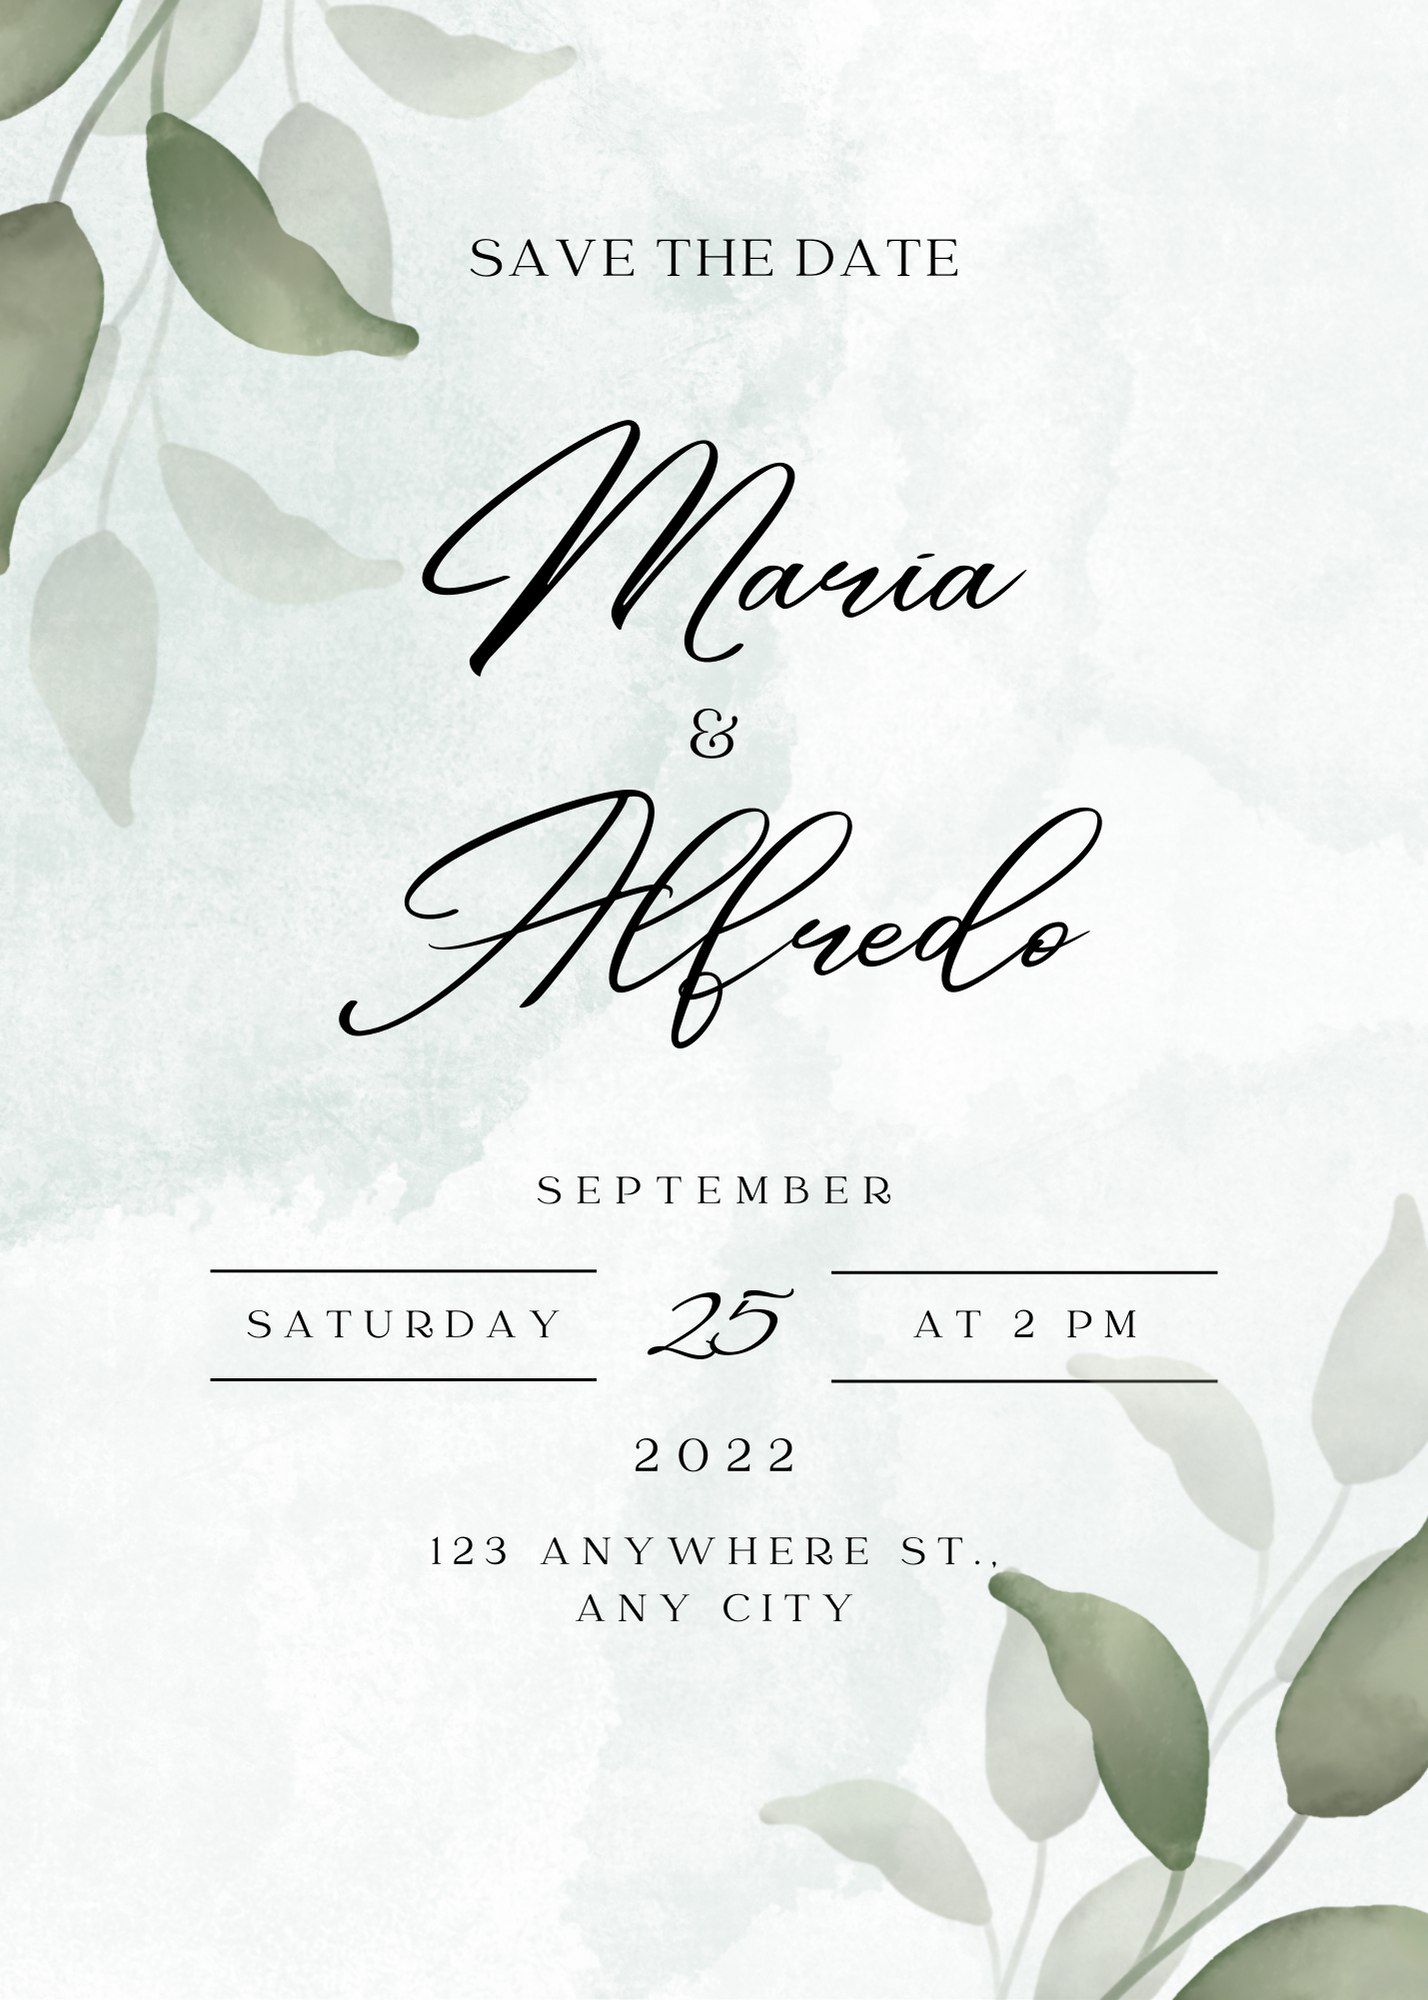 SAVE THE DATE
Maria
&
Alfredo
SEPTEMBER
SATURDAY 25 AT 2 PM
2022
123 ANYWHERE ST.,
ANY CITY